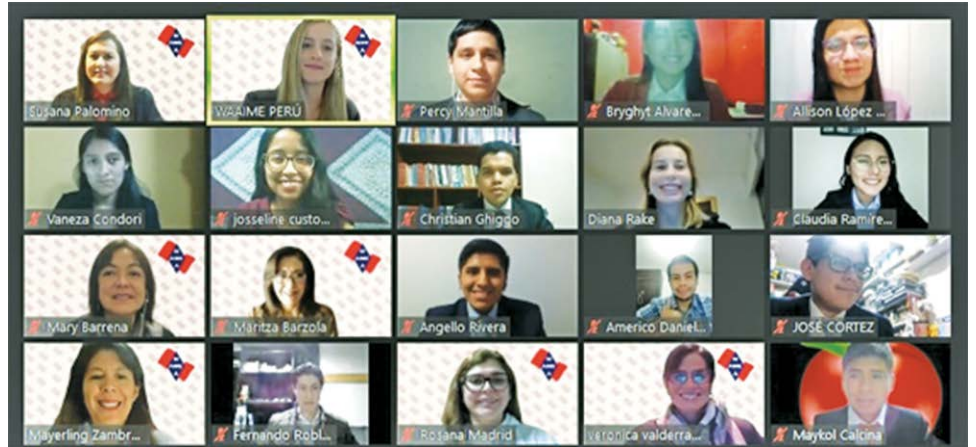 Susana Palomino
WAAIME PERÚ
Percy Mantilla
Bryghyt Alvare...
Allison López ...
Vaneza Condori
josseline custo...
Christian Ghiggo
Diana Rake
Claudia Ramíre...
Mary Barrena
Maritza Barzola
Angello Rivera
Americo Daniel...
JOSÉ CORTEZ
Mayerling Zambr...
Fernando Robl...
Rosana Madrid
veronica valderra...
Maykol Calcina